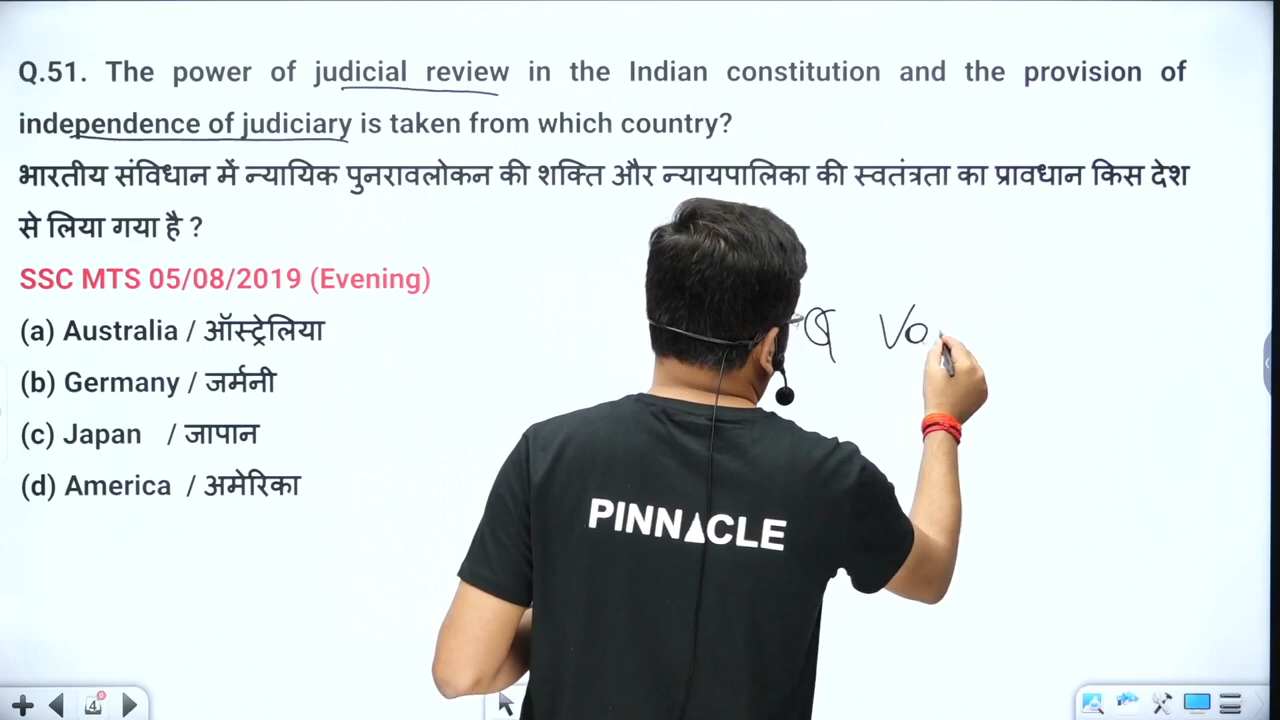 Q.51. The power of judicial review in the Indian constitution and the provision of
independence of judiciary is taken from which country?
भारतीय संविधान में न्यायिक पुनरावलोकन की शक्ति और न्यायपालिका की स्वतंत्रता का प्रावधान किस देश
से लिया गया है ?
SSC MTS 05/08/2019 (Evening)
(a) Australia / ऑस्ट्रेलिया
(b) Germany / जर्मनी
(c) Japan / जापान
(d) America / अमेरिका
PINNACLE
4